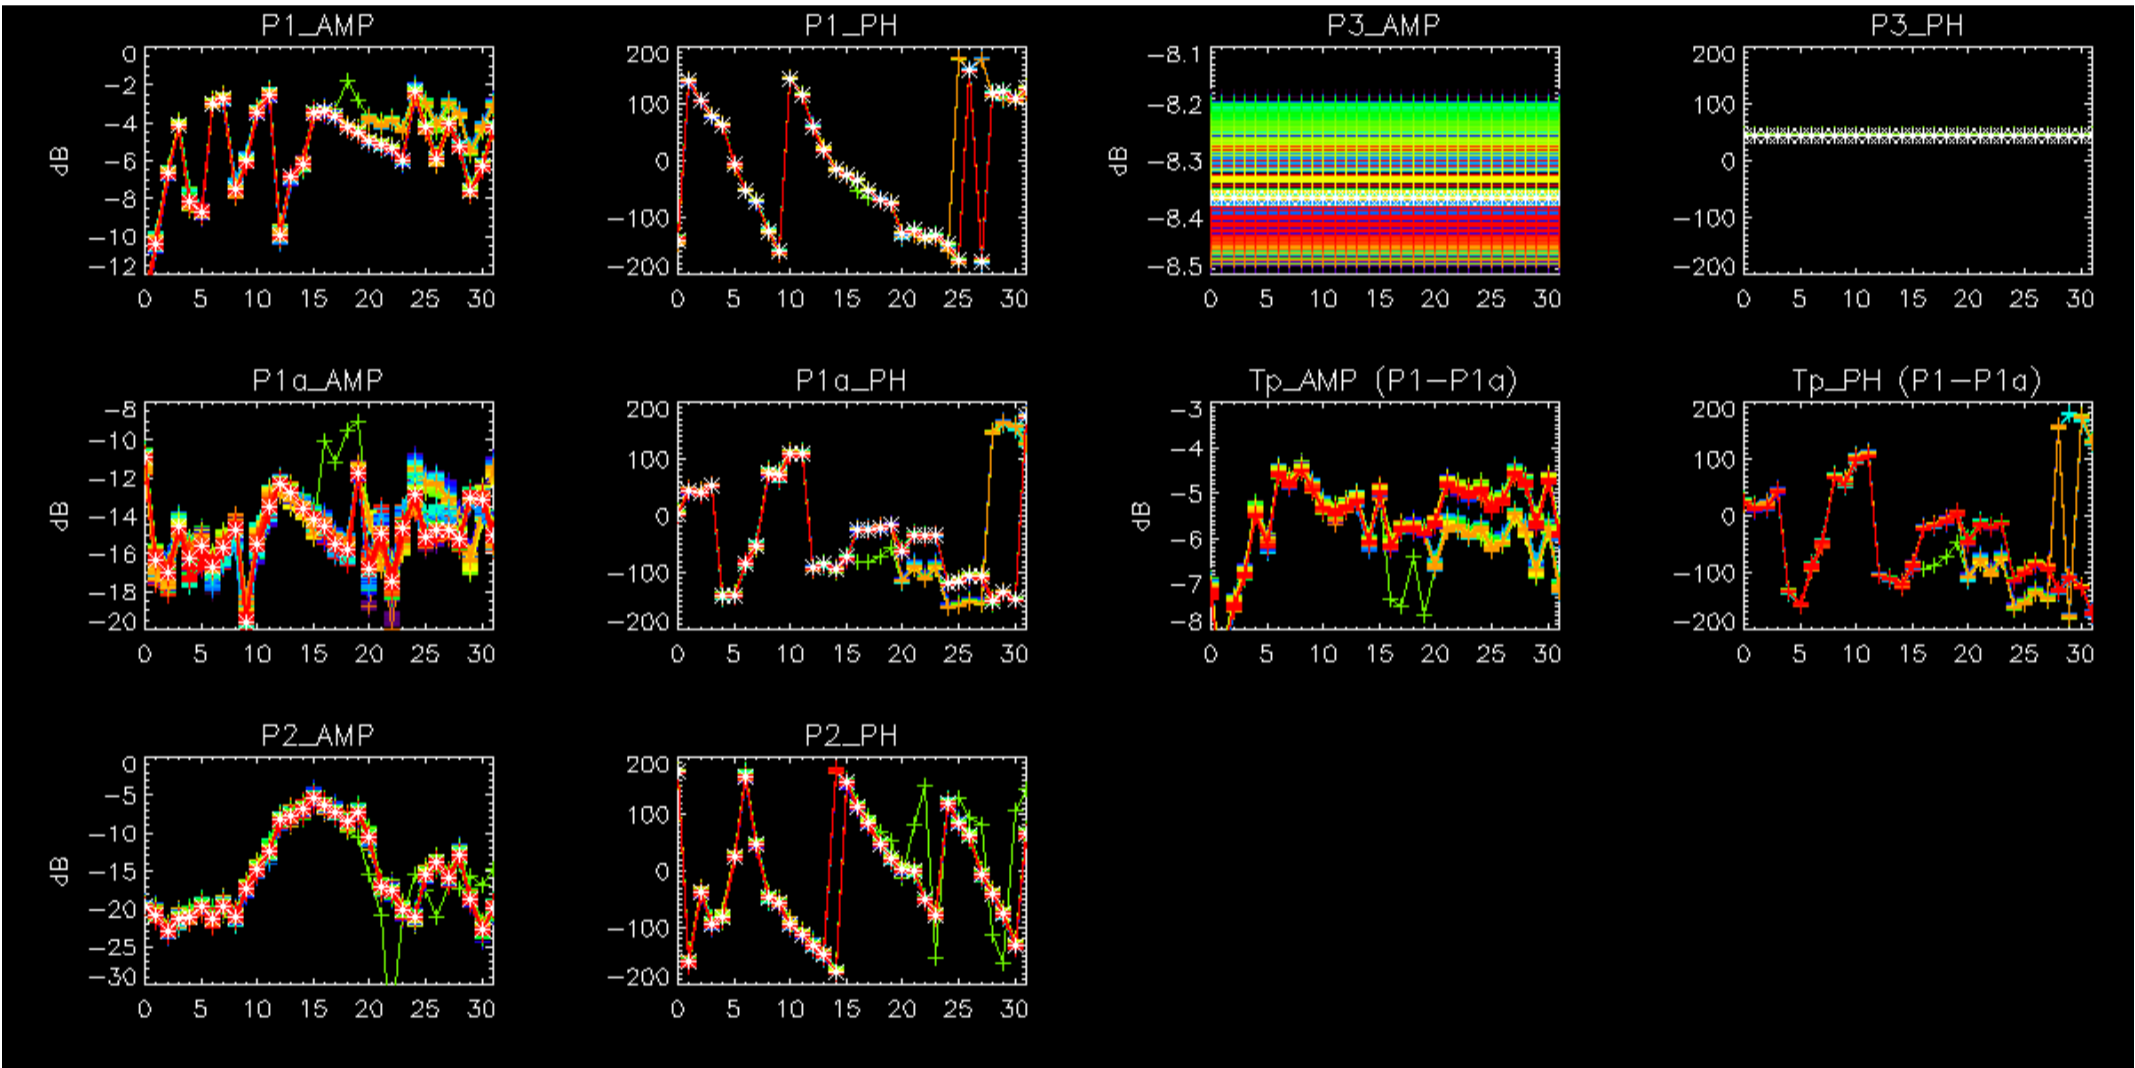 P1_AMP P1_PH P3_AMP P3_PH
0 200 -8.1 200
-2
-4 100 -8.2 100
dB -6 0 dB -8.3 0
-8
-10 -100 -8.4 -100
-12 -200 -8.5 -200
0 5 10 15 20 25 30 0 5 10 15 20 25 30 0 5 10 15 20 25 30 0 5 10 15 20 25 30
P1a_AMP P1a_PH Tp_AMP (P1-P1a) Tp_PH (P1-P1a)
-8 200 -3 200
-10 100 -4 100
-12
dB -14 0 dB -5 0
-16 -6
-18 -100 -7 -100
-20 -200 -8 -200
0 5 10 15 20 25 30 0 5 10 15 20 25 30 0 5 10 15 20 25 30 0 5 10 15 20 25 30
P2_AMP P2_PH
0 200
-5 100
-10
dB -15 0
-20 -100
-25
-30 -200
0 5 10 15 20 25 30 0 5 10 15 20 25 30